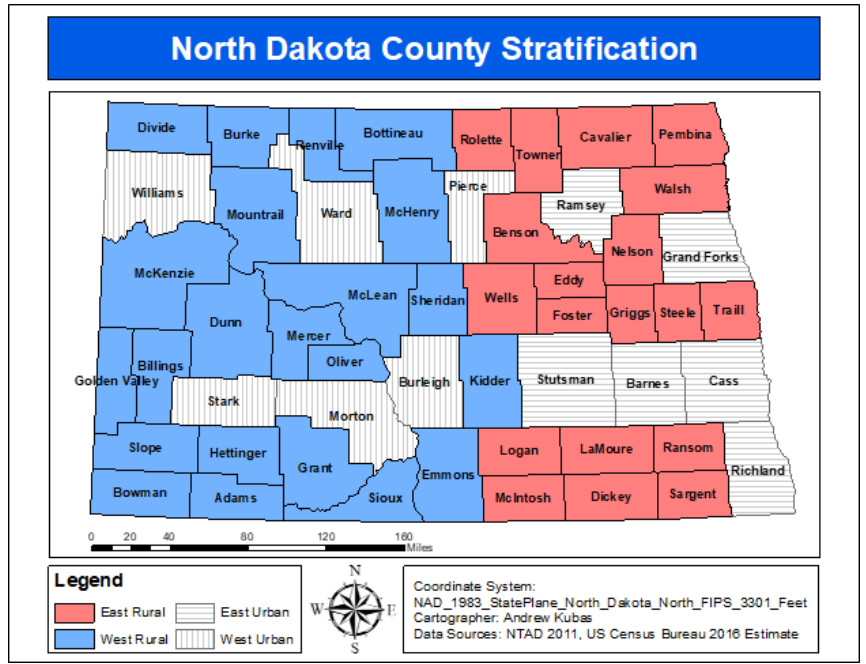 North Dakota County Stratification
Divide
Burke
Renville
Bottineau
Rolette
Towner
Cavalier
Pembina
Williams
Mountrail
Ward
McHenry
Pierce
Benson
Ramsey
Walsh
Nelson
Grand Forks
McKenzie
Dunn
McLean
Sheridan
Wells
Eddy
Foster
Griggs
Steele
Traill
Mercer
Oliver
Golden Valley
Billings
Stark
Morton
Burleigh
Kidder
Stutsman
Barnes
Cass
Slope
Hettinger
Grant
Emmons
Logan
LaMoure
Ransom
Richland
Bowman
Adams
Sioux
McIntosh
Dickey
Sargent
0 20 40 80 120 160
Miles
Legend
East Rural East Urban
West Rural West Urban
N
W E
S
Coordinate System:
NAD_1983_StatePlane_North_Dakota_North_FIPS_3301_Feet
Cartographer: Andrew Kubas
Data Sources: NTAD 2011, US Census Bureau 2016 Estimate